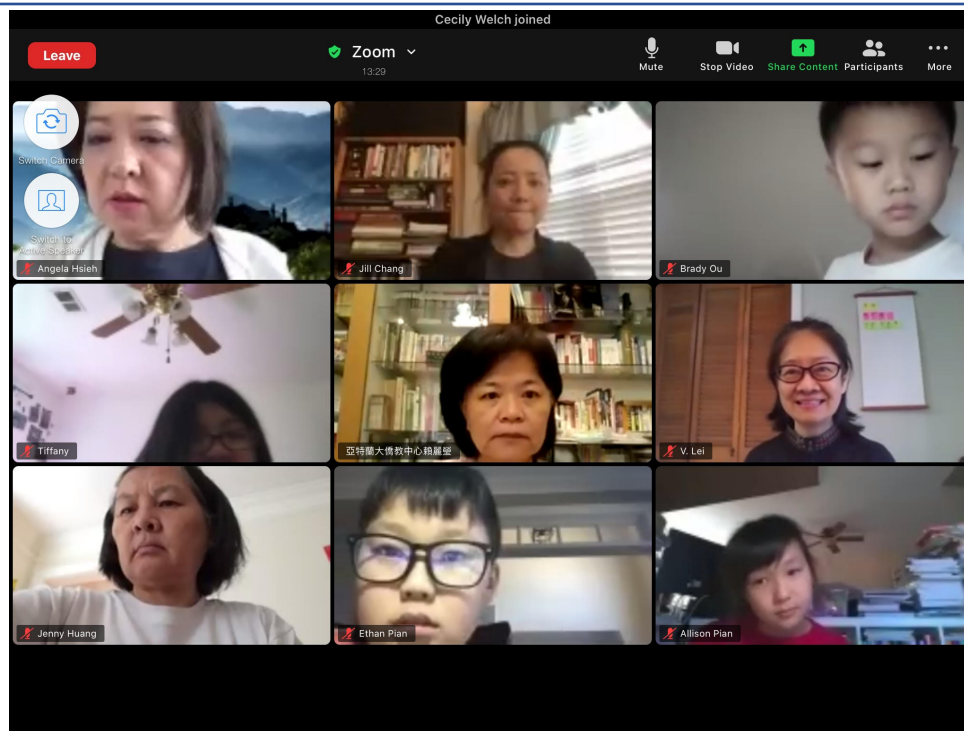 Cecily Welch joined
Leave
Zoom
13:29
Mute
Stop Video
Share Content
Participants
More
Switch Camera
Switch to
Active Speaker
Angela Hsieh
Jill Chang
Brady Ou
Tiffany
亞特蘭大僑教中心賴麗瑩
V. Lei
Jenny Huang
Ethan Pian
Allison Pian